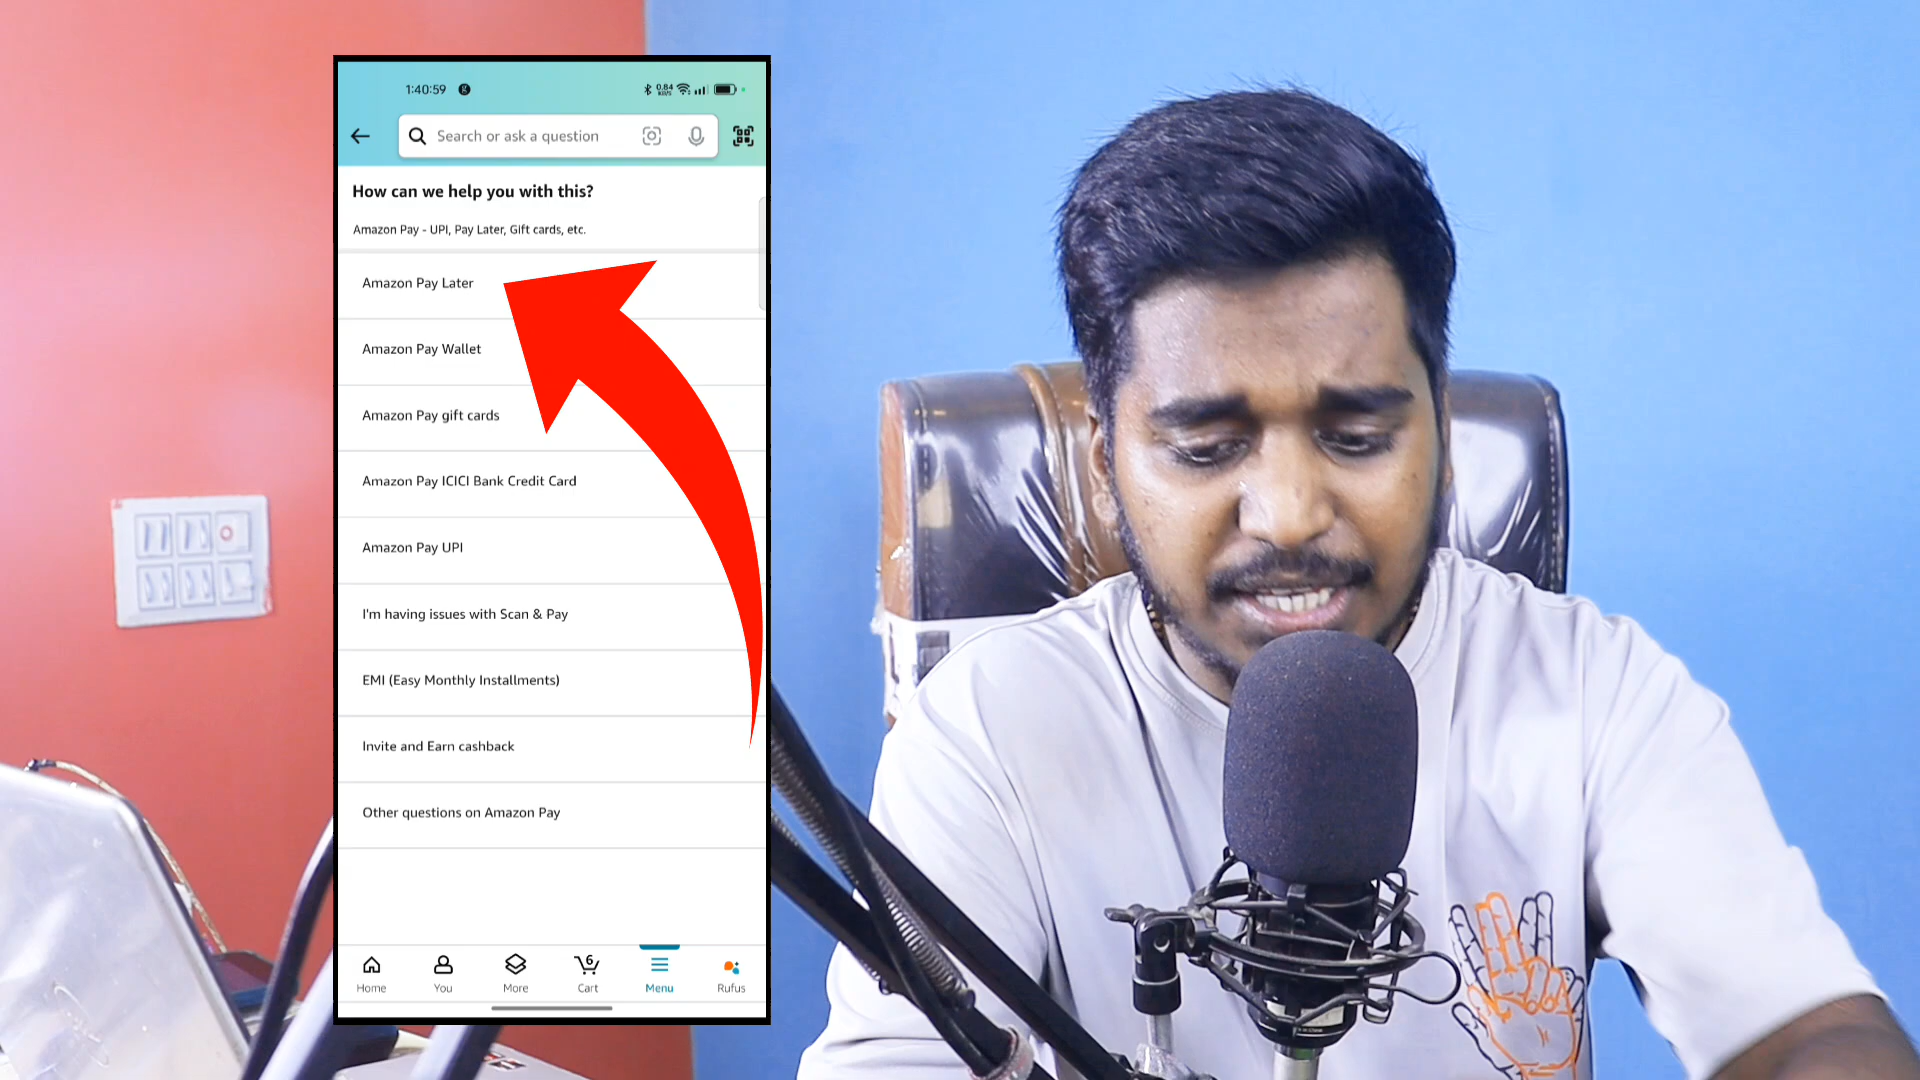 1:40:59
0.84
Search or ask a question
How can we help you with this?
Amazon Pay - UPI, Pay Later, Gift cards, etc.
Amazon Pay Later
Amazon Pay Wallet
Amazon Pay gift cards
Amazon Pay ICICI Bank Credit Card
Amazon Pay UPI
I'm having issues with Scan & Pay
EMI (Easy Monthly Installments)
Invite and Earn cashback
Other questions on Amazon Pay
6
Home You More Cart Menu Rufus